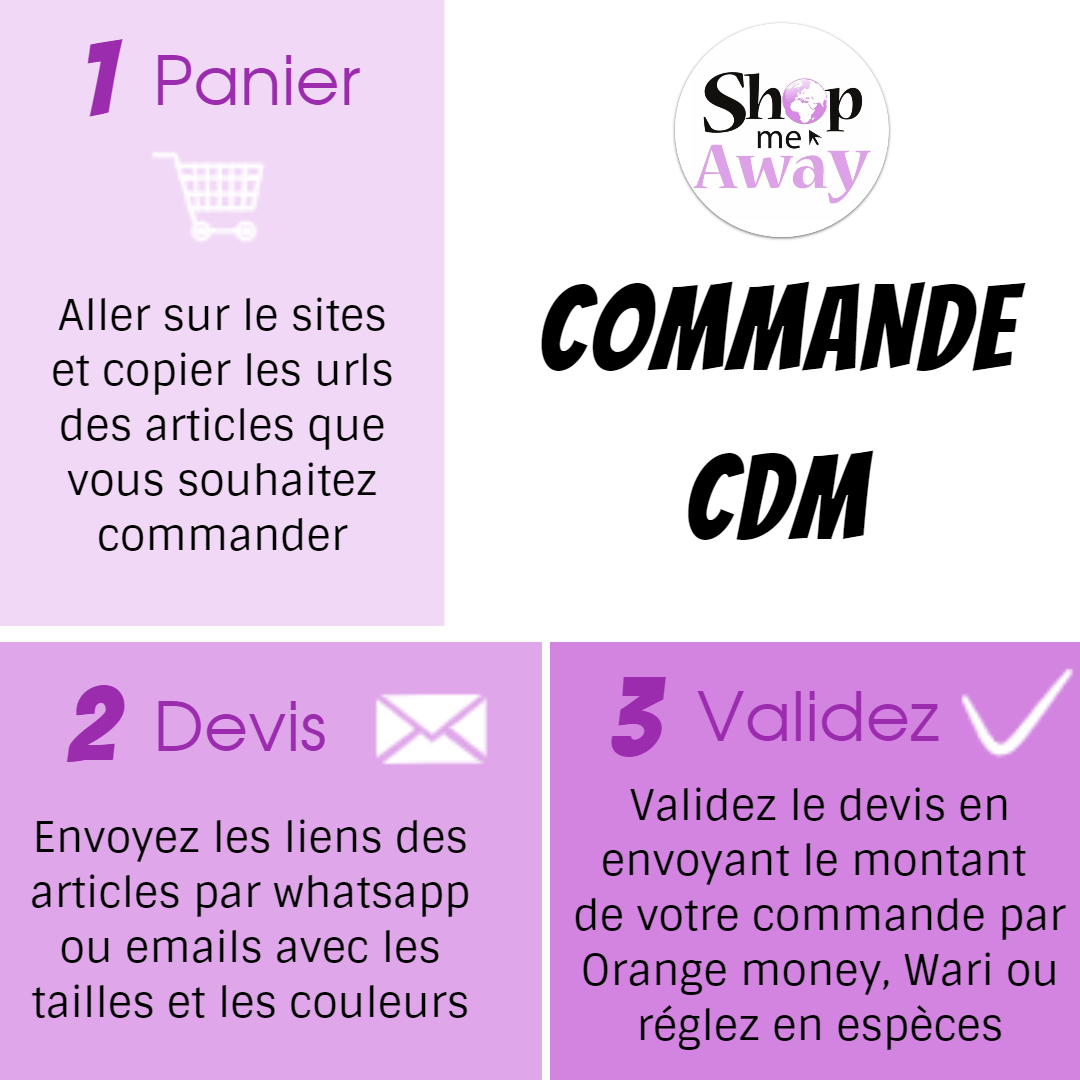 1 Panier
Aller sur le sites
et copier les urls
des articles que
vous souhaitez
commander
Shop
me
Away
COMMANDE
CDM
2 Devis
Envoyez les liens des
articles par whatsapp
ou emails avec les
tailles et les couleurs
3 Validez
Validez le devis en
envoyant le montant
de votre commande par
Orange money, Wari ou
réglez en espèces